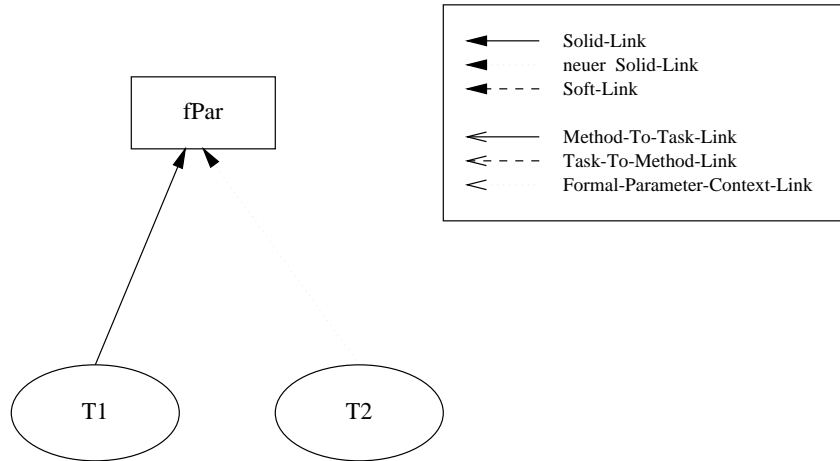 Solid-Link
neuer Solid-Link
Soft-Link
Method-To-Task-Link
Task-To-Method-Link
Formal-Parameter-Context-Link
fPar
T1
T2